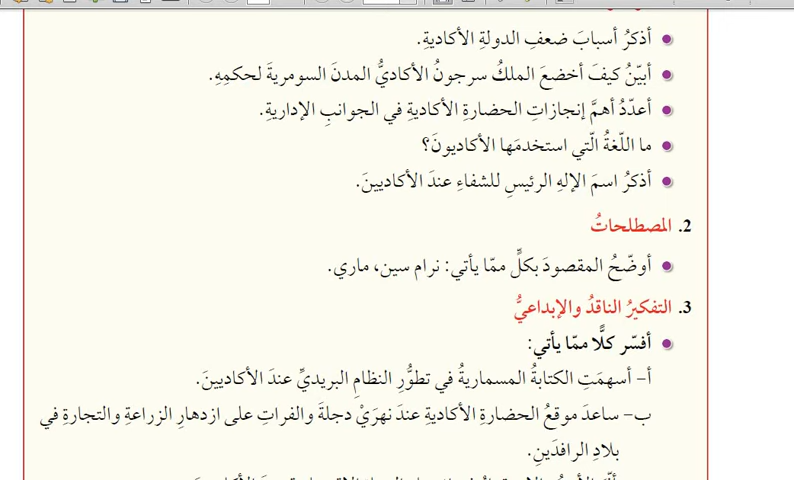 أذكرُ أسبابَ ضعفِ الدولةِ الأكاديةِ.
أبيّنُ كيفَ أخضعَ الملكُ سرجونُ الأكاديُّ المدنَ السومريةَ لحكمِهِ.
أعدّدُ أهمَّ إنجازاتِ الحضارةِ الأكاديةِ في الجوانبِ الإداريةِ.
ما اللّغةُ الّتي استخدمَها الأكاديونَ؟
أذكرُ اسمَ الإلهِ الرئيسِ للشفاءِ عندَ الأكاديينَ.
2. المصطلحاتُ
أوضّحُ المقصودَ بكلٍّ ممّا يأتي: نرام سين، ماري.
3. التفكيرُ الناقدُ والإبداعيُّ
أفسّر كلًّا ممّا يأتي:
أ- أسهمَتِ الكتابةُ المسماريةُ في تطوُّرِ النظامِ البريديِّ عندَ الأكاديينَ.
ب- ساعدَ موقعُ الحضارةِ الأكاديةِ عندَ نهرَيْ دجلةَ والفراتِ على ازدهارِ الزراعةِ والتجارةِ في
بلادِ الرافدَينِ.